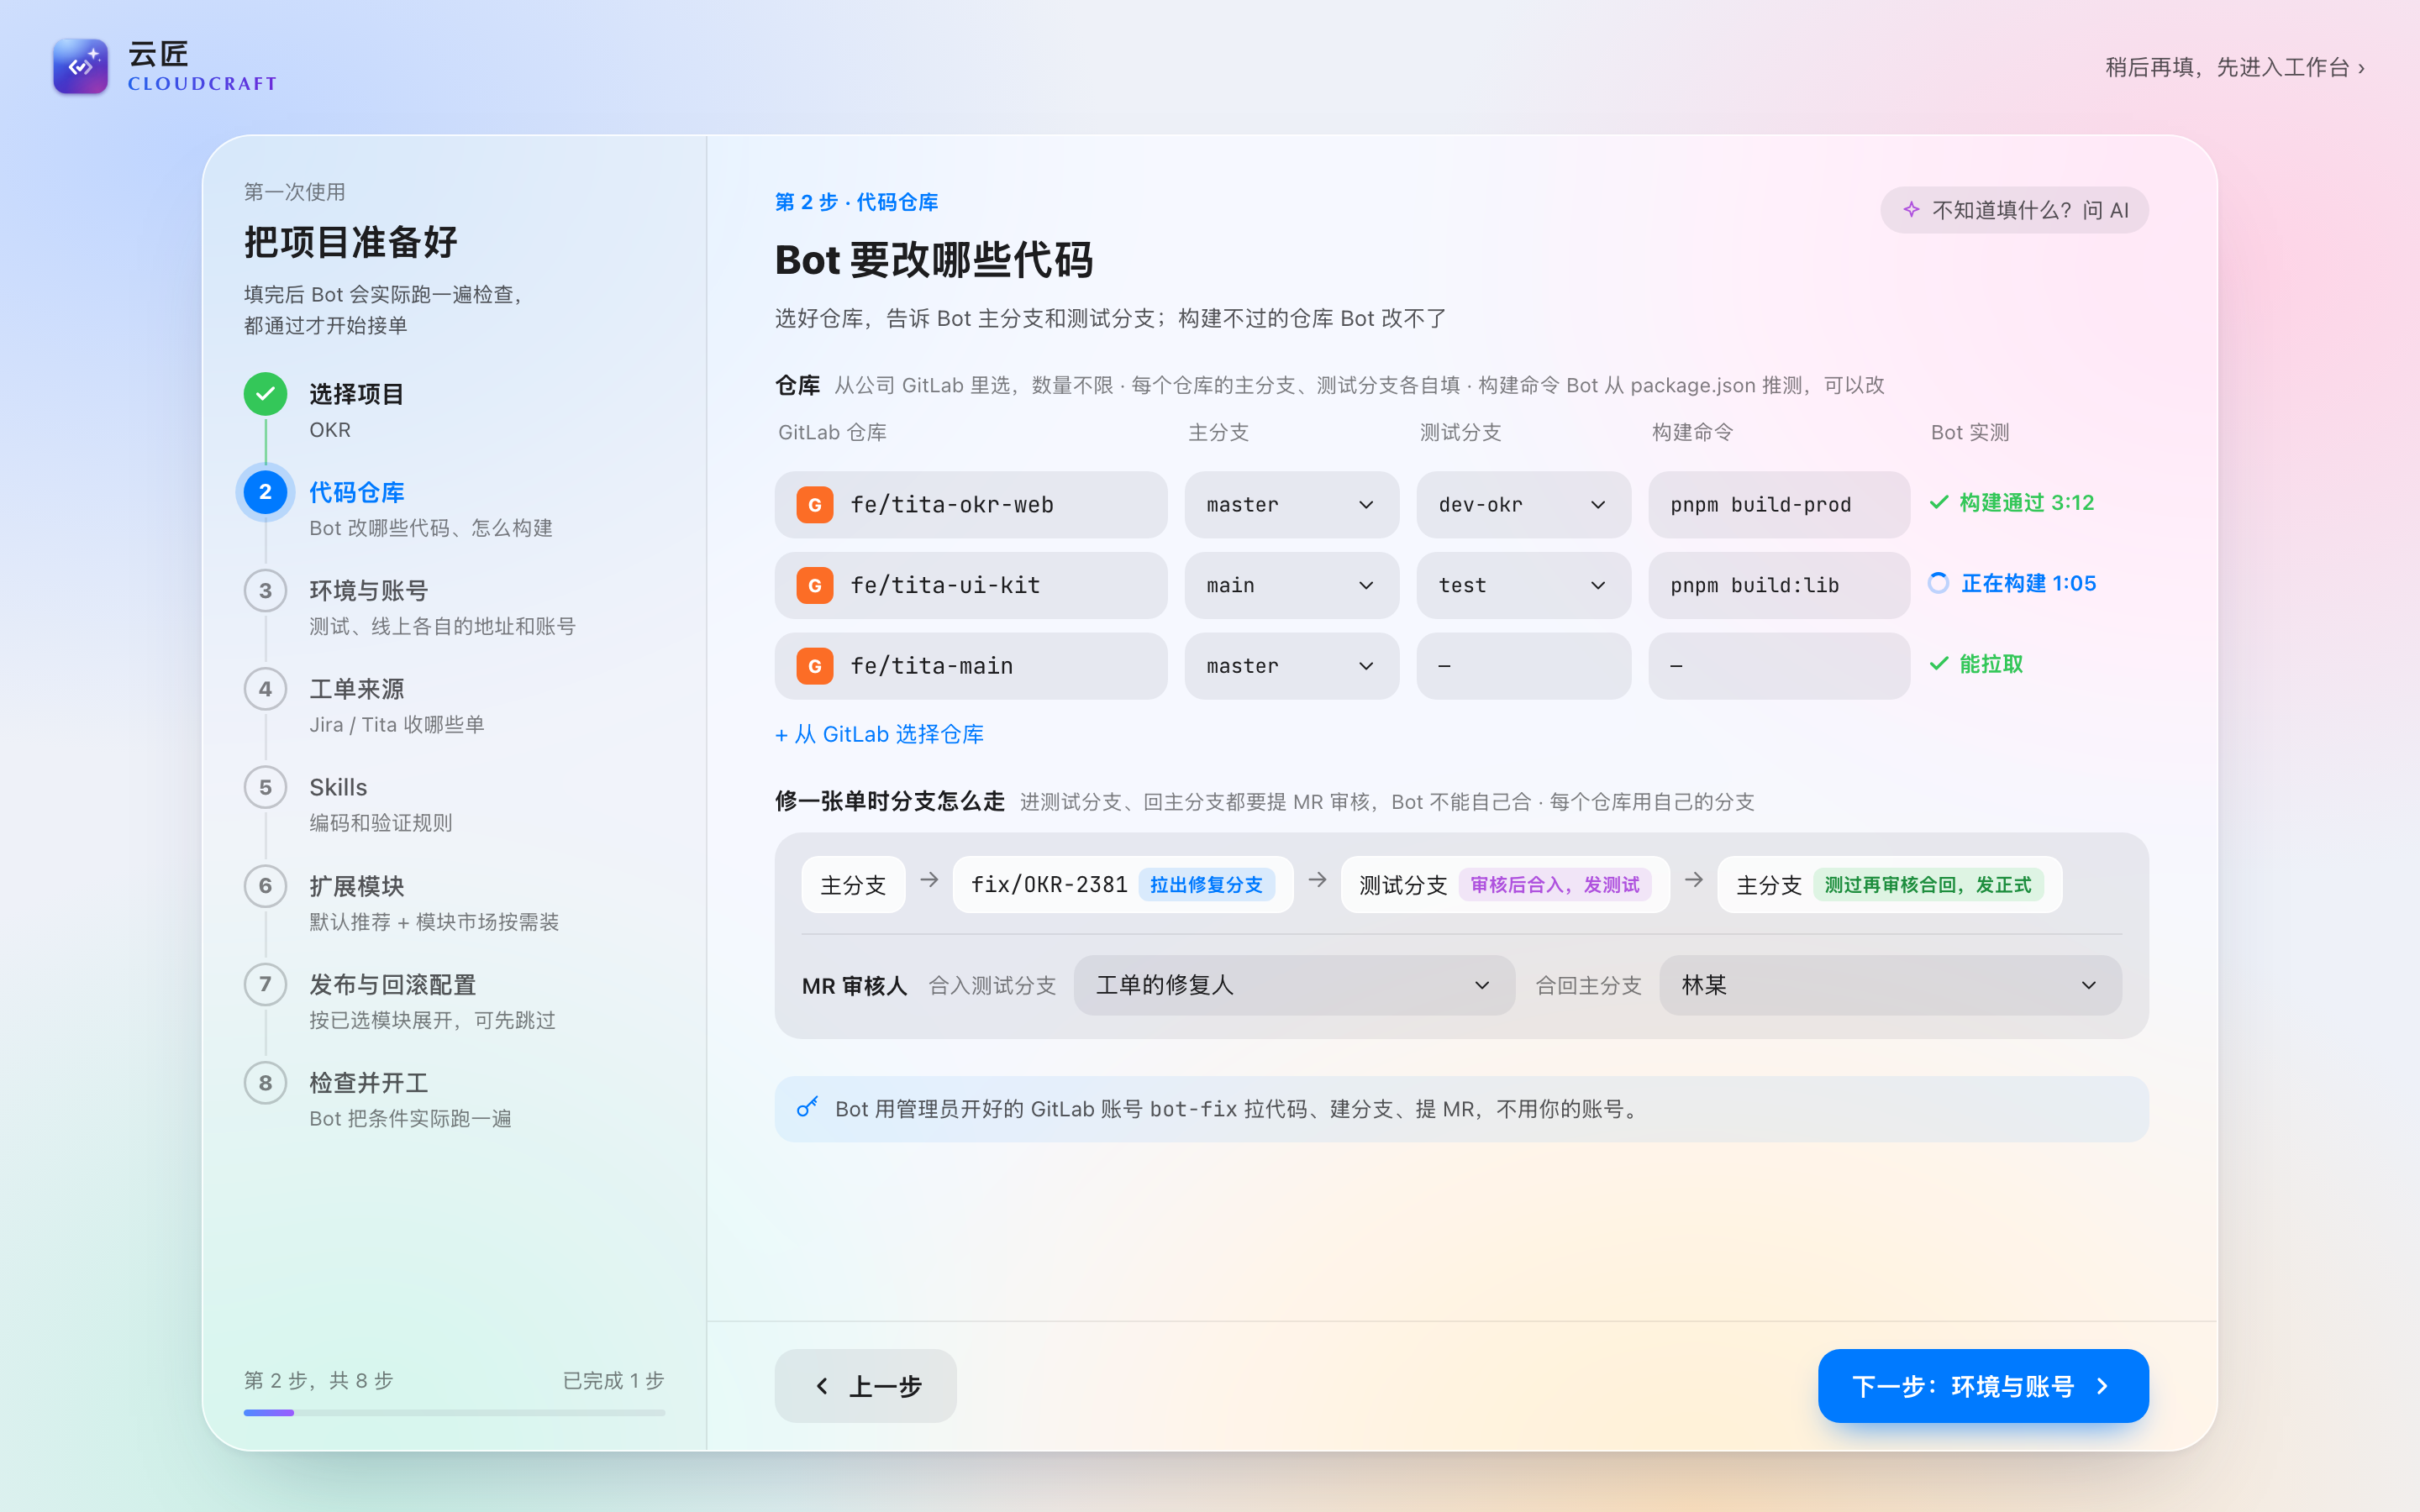 云匠
CLOUDCRAFT
稍后再填，先进入工作台 ›
第一次使用
把项目准备好
填完后 Bot 会实际跑一遍检查，
都通过才开始接单
选择项目
OKR
2 代码仓库
Bot 改哪些代码、怎么构建
3 环境与账号
测试、线上各自的地址和账号
4 工单来源
Jira / Tita 收哪些单
5 Skills
编码和验证规则
6 扩展模块
默认推荐 + 模块市场按需装
7 发布与回滚配置
按已选模块展开，可先跳过
8 检查并开工
Bot 把条件实际跑一遍
第 2 步，共 8 步 已完成 1 步
第 2 步 · 代码仓库
不知道填什么？问 AI
Bot 要改哪些代码
选好仓库，告诉 Bot 主分支和测试分支；构建不过的仓库 Bot 改不了
仓库 从公司 GitLab 里选，数量不限 · 每个仓库的主分支、测试分支各自填 · 构建命令 Bot 从 package.json 推测，可以改
GitLab 仓库 主分支 测试分支 构建命令 Bot 实测
G fe/tita-okr-web master dev-okr pnpm build-prod 构建通过 3:12
G fe/tita-ui-kit main test pnpm build:lib 正在构建 1:05
G fe/tita-main master — — 能拉取
+ 从 GitLab 选择仓库
修一张单时分支怎么走 进测试分支、回主分支都要提 MR 审核，Bot 不能自己合 · 每个仓库用自己的分支
主分支 → fix/OKR-2381 拉出修复分支 → 测试分支 审核后合入，发测试 → 主分支 测过再审核合回，发正式
MR 审核人 合入测试分支 工单的修复人 合回主分支 林某
Bot 用管理员开好的 GitLab 账号 bot-fix 拉代码、建分支、提 MR，不用你的账号。
上一步
下一步：环境与账号